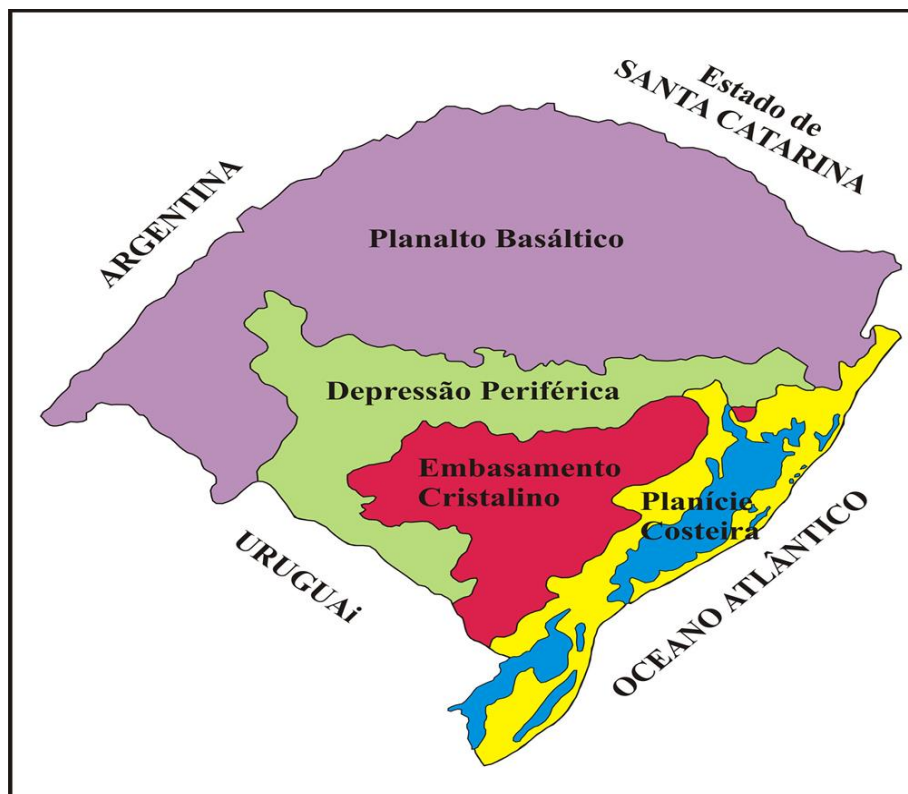 Estado de
SANTA CATARINA
ARGENTINA
Planalto Basáltico
Depressão Periférica
Embasamento
Cristalino
Planície
Costeira
URUGUAi
OCEANO ATLÂNTICO